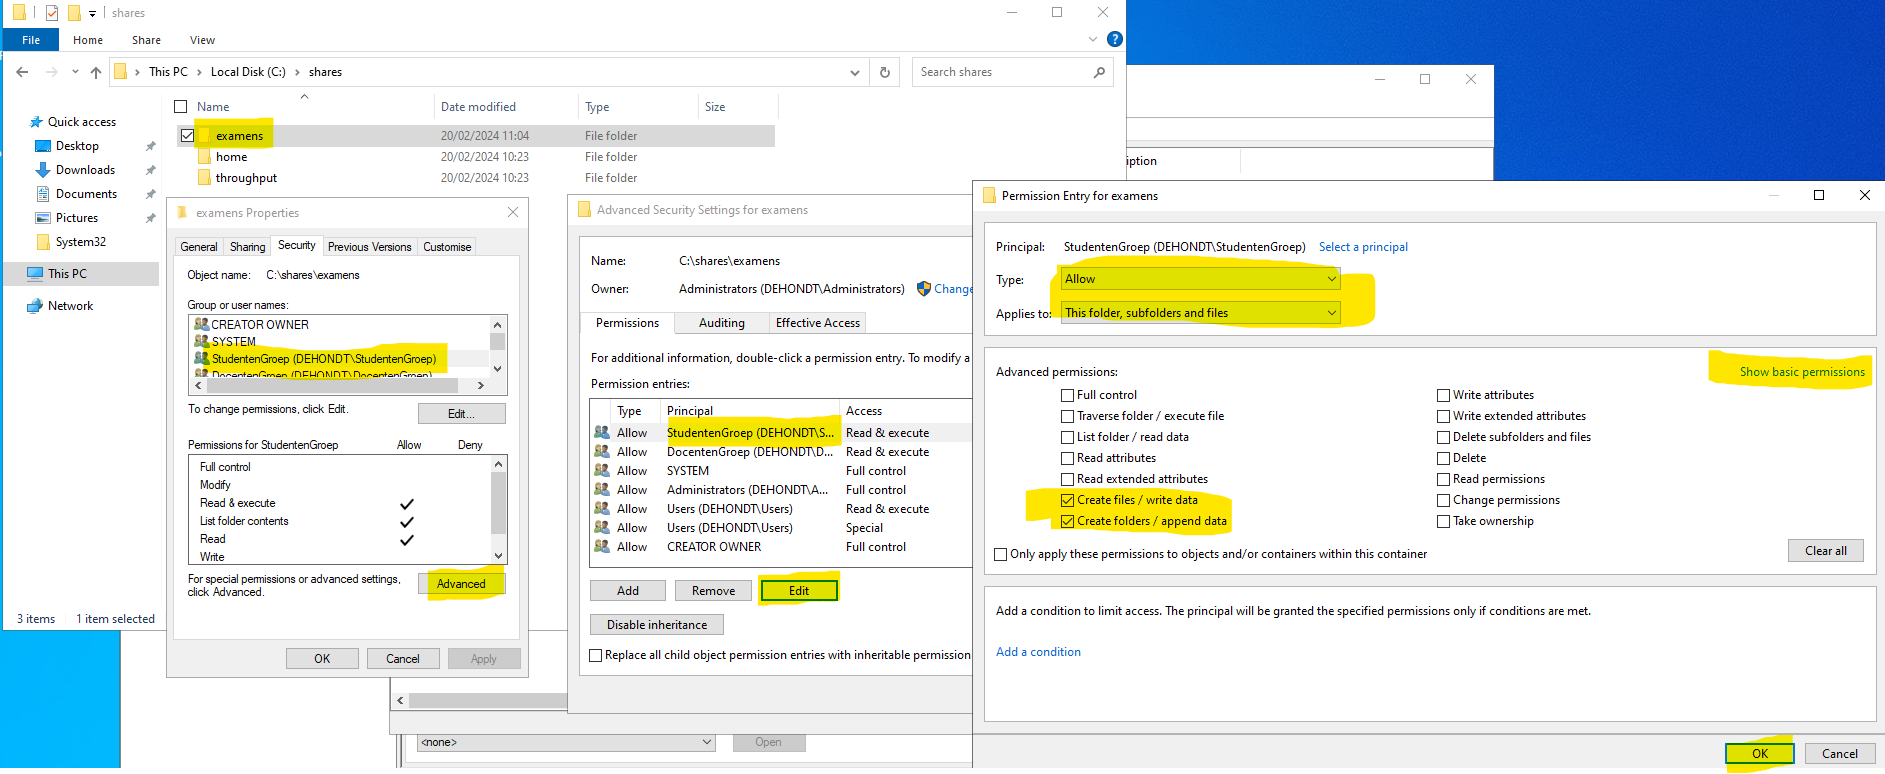 shares
File
Home
Share
View
This PC
Local Disk (C:)
shares
Search shares
Name
Date modified
Type
Size
Quick access
Desktop
Downloads
Documents
Pictures
System32
This PC
Network
examens
20/02/2024 11:04
File folder
home
20/02/2024 10:23
File folder
throughput
20/02/2024 10:23
File folder
3 items
1 item selected
examens Properties
General
Sharing
Security
Previous Versions
Customise
Object name:
C:\shares\examens
Group or user names:
CREATOR OWNER
SYSTEM
StudentenGroep (DEHONDT\StudentenGroep)
DocentenGroep (DEHONDT\DocentenGroep)
To change permissions, click Edit.
Edit...
Permissions for StudentenGroep
Allow
Deny
Full control
Modify
Read & execute
List folder contents
Read
Write
For special permissions or advanced settings,
click Advanced.
Advanced
OK
Cancel
Apply
Advanced Security Settings for examens
Name:
C:\shares\examens
Owner:
Administrators (DEHONDT\Administrators)
Change
Permissions
Auditing
Effective Access
For additional information, double-click a permission entry. To modify a
Permission entries:
Type
Principal
Access
Allow
StudentenGroep (DEHONDT\S...
Read & execute
Allow
DocentenGroep (DEHONDT\D...
Read & execute
Allow
SYSTEM
Full control
Allow
Administrators (DEHONDT\A...
Full control
Allow
Users (DEHONDT\Users)
Read & execute
Allow
Users (DEHONDT\Users)
Special
Allow
CREATOR OWNER
Full control
Add
Remove
Edit
Disable inheritance
Replace all child object permission entries with inheritable permission
<none>
Open
iption
Permission Entry for examens
Principal:
StudentenGroep (DEHONDT\StudentenGroep)
Select a principal
Type:
Allow
Applies to:
This folder, subfolders and files
Advanced permissions:
Show basic permissions
Full control
Traverse folder / execute file
List folder / read data
Read attributes
Read extended attributes
Create files / write data
Create folders / append data
Write attributes
Write extended attributes
Delete subfolders and files
Delete
Read permissions
Change permissions
Take ownership
Only apply these permissions to objects and/or containers within this container
Clear all
Add a condition to limit access. The principal will be granted the specified permissions only if conditions are met.
Add a condition
OK
Cancel